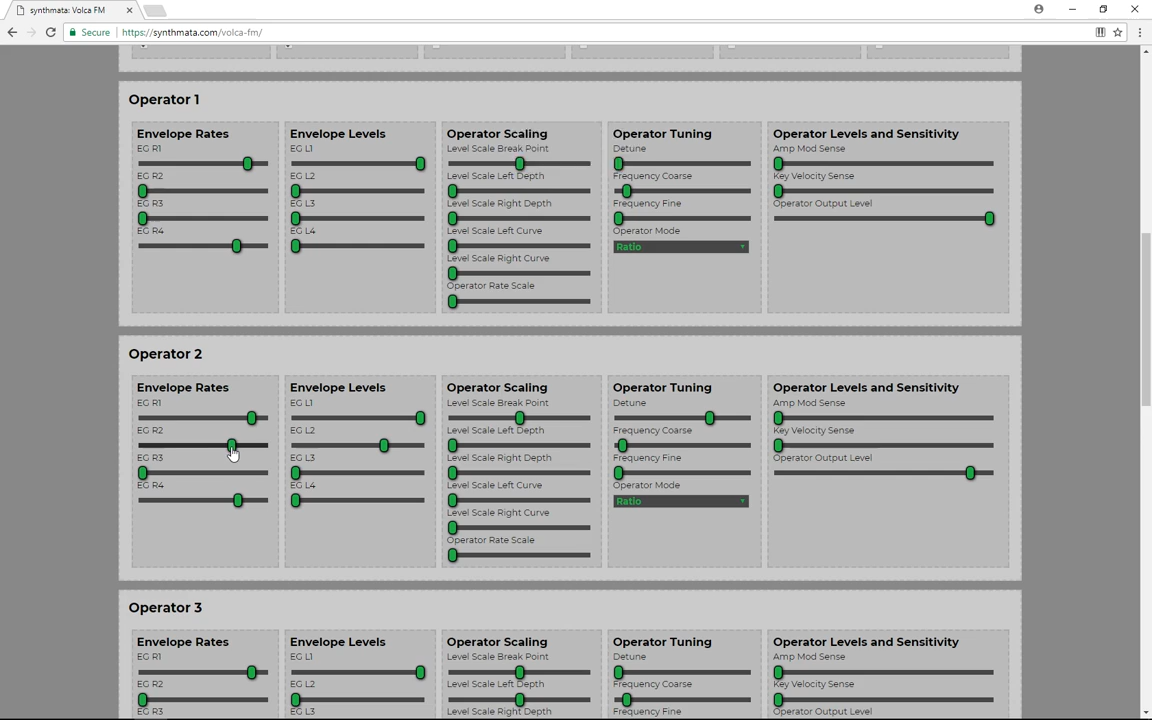 synthmata: Volca FM
Secure https://synthmata.com/volca-fm/
Operator 1
Envelope Rates
EG R1
EG R2
EG R3
EG R4
Envelope Levels
EG L1
EG L2
EG L3
EG L4
Operator Scaling
Level Scale Break Point
Level Scale Left Depth
Level Scale Right Depth
Level Scale Left Curve
Level Scale Right Curve
Operator Rate Scale
Operator Tuning
Detune
Frequency Coarse
Frequency Fine
Operator Mode
Ratio
Operator Levels and Sensitivity
Amp Mod Sense
Key Velocity Sense
Operator Output Level
Operator 2
Envelope Rates
EG R1
EG R2
EG R3
EG R4
Envelope Levels
EG L1
EG L2
EG L3
EG L4
Operator Scaling
Level Scale Break Point
Level Scale Left Depth
Level Scale Right Depth
Level Scale Left Curve
Level Scale Right Curve
Operator Rate Scale
Operator Tuning
Detune
Frequency Coarse
Frequency Fine
Operator Mode
Ratio
Operator Levels and Sensitivity
Amp Mod Sense
Key Velocity Sense
Operator Output Level
Operator 3
Envelope Rates
EG R1
EG R2
EG R3
Envelope Levels
EG L1
EG L2
EG L3
Operator Scaling
Level Scale Break Point
Level Scale Left Depth
Level Scale Right Depth
Operator Tuning
Detune
Frequency Coarse
Frequency Fine
Operator Levels and Sensitivity
Amp Mod Sense
Key Velocity Sense
Operator Output Level